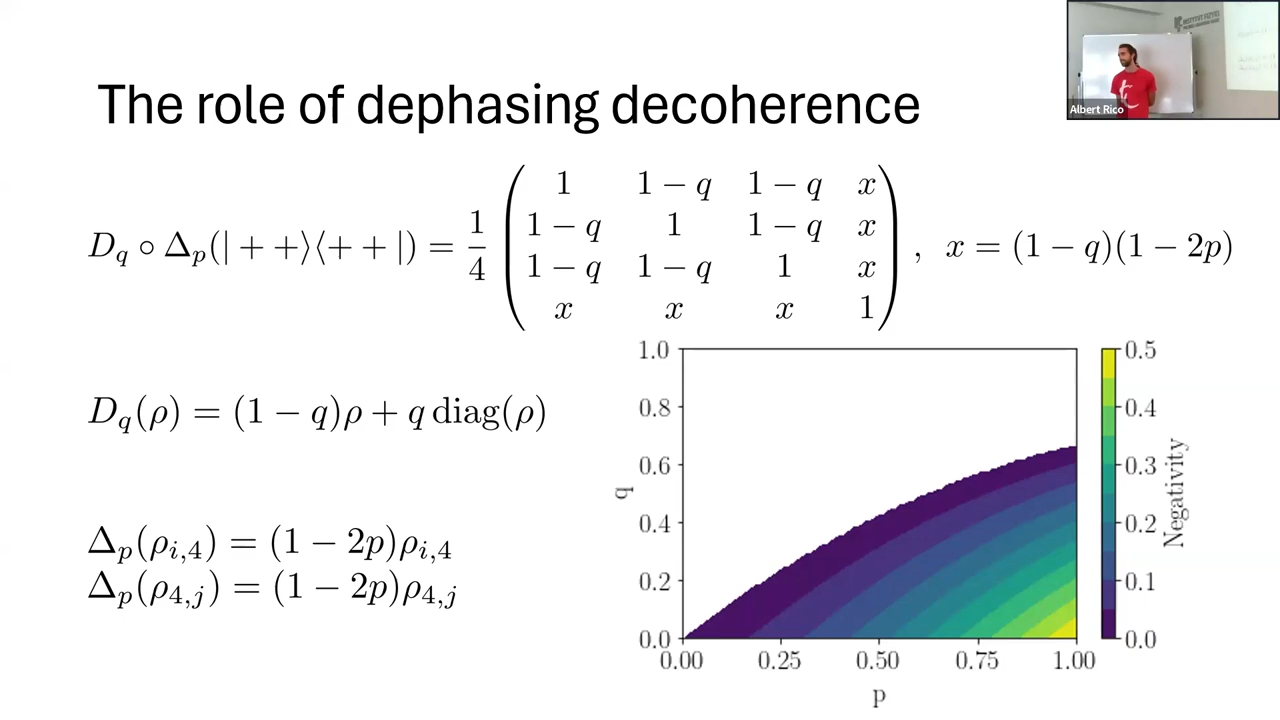 Albert Rico
The role of dephasing decoherence
D_q ∘ Δ_p(|++⟩⟨++|) = 1/4 ( 1 1−q 1−q x
1−q 1 1−q x
1−q 1−q 1 x
x x x 1 ) , x = (1 − q)(1 − 2p)
D_q(ρ) = (1 − q)ρ + q diag(ρ)
Δ_p(ρ_{i,4}) = (1 − 2p)ρ_{i,4}
Δ_p(ρ_{4,j}) = (1 − 2p)ρ_{4,j}
1.0
0.8
0.6
0.4
0.2
0.0
q
0.00 0.25 0.50 0.75 1.00
p
0.5
0.4
0.3
0.2
0.1
0.0
Negativity